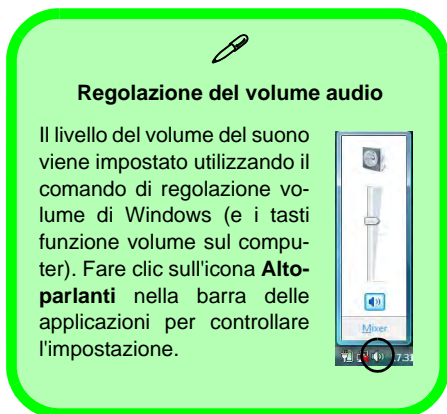 Regolazione del volume audio
Il livello del volume del suono
viene impostato utilizzando il
comando di regolazione vo-
lume di Windows (e i tasti
funzione volume sul compu-
ter). Fare clic sull'icona Alto-
parlanti nella barra delle
applicazioni per controllare
l'impostazione.
Mixer
17:31